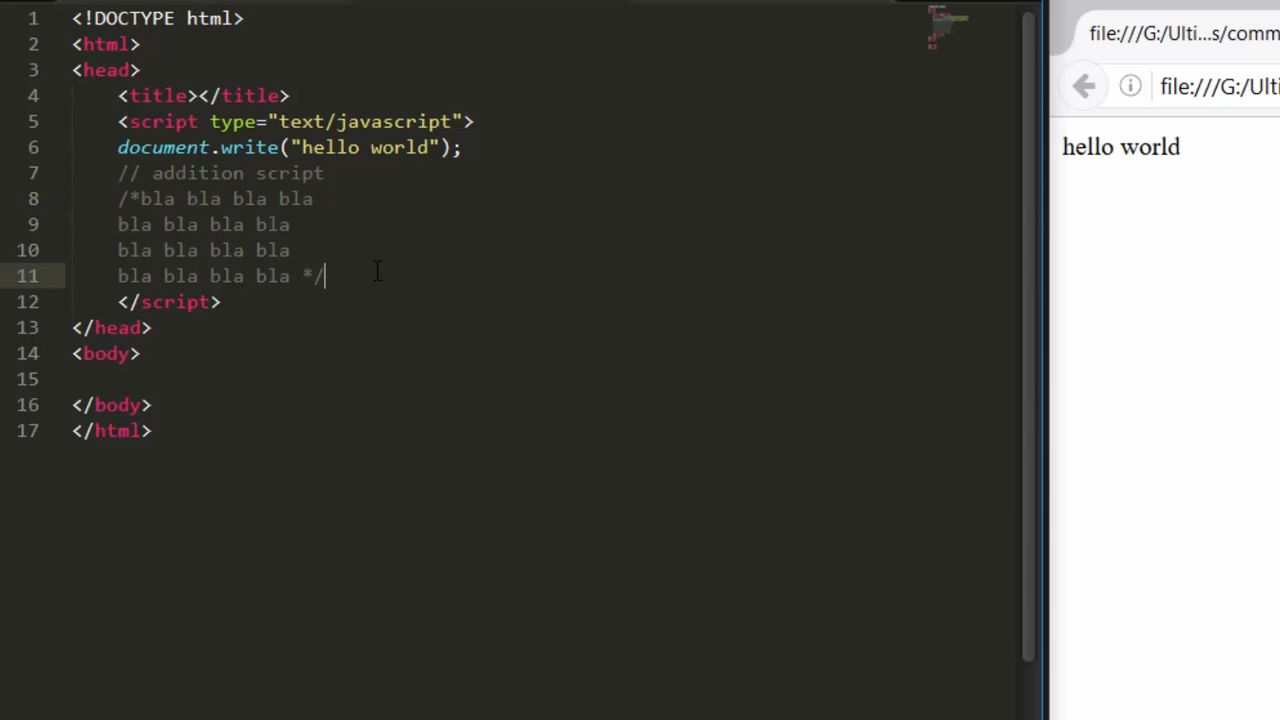 1 <!DOCTYPE html>
2 <html>
3 <head>
4 <title></title>
5 <script type="text/javascript">
6 document.write("hello world");
7 // addition script
8 /*bla bla bla bla
9 bla bla bla bla
10 bla bla bla bla
11 bla bla bla bla */
12 </script>
13 </head>
14 <body>
15
16 </body>
17 </html>
file:///G:/Ulti...s/comm
file:///G:/Ulti
hello world